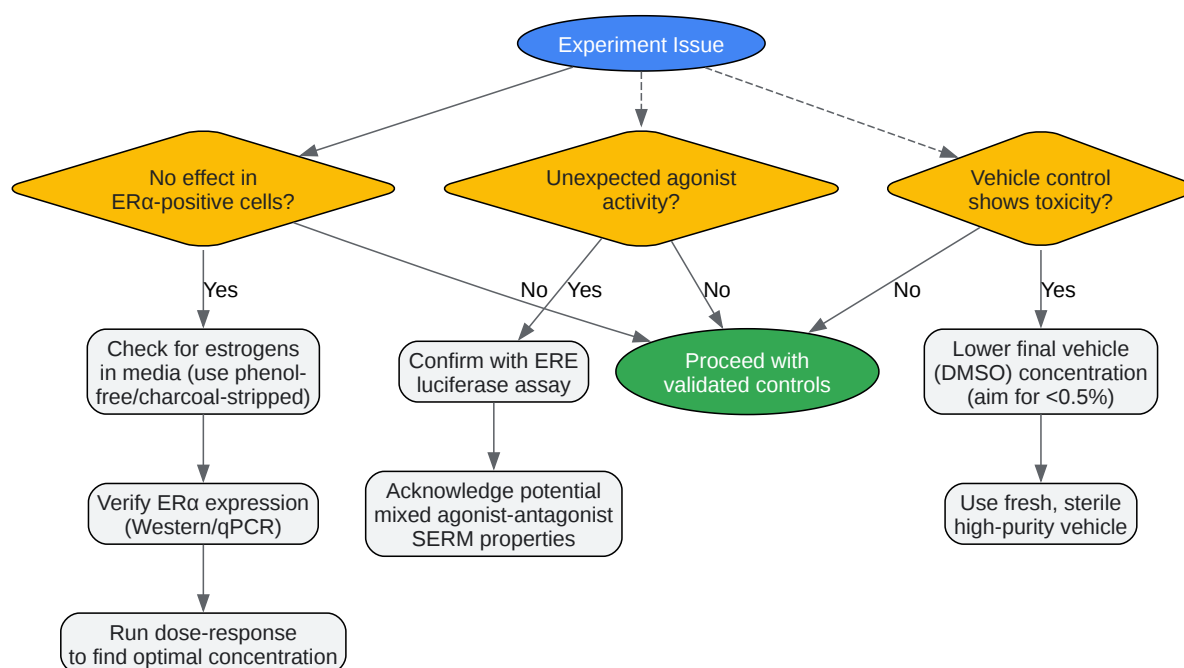 Experiment Issue
No effect in
ERα-positive cells?
Unexpected agonist
activity?
Vehicle control
shows toxicity?
Yes
No
Yes
No
No
Yes
Check for estrogens
in media (use phenol-
free/charcoal-stripped)
Confirm with ERE
luciferase assay
Proceed with
validated controls
Lower final vehicle
(DMSO) concentration
(aim for <0.5%)
Verify ERα expression
(Western/qPCR)
Acknowledge potential
mixed agonist-antagonist
SERM properties
Use fresh, sterile
high-purity vehicle
Run dose-response
to find optimal concentration